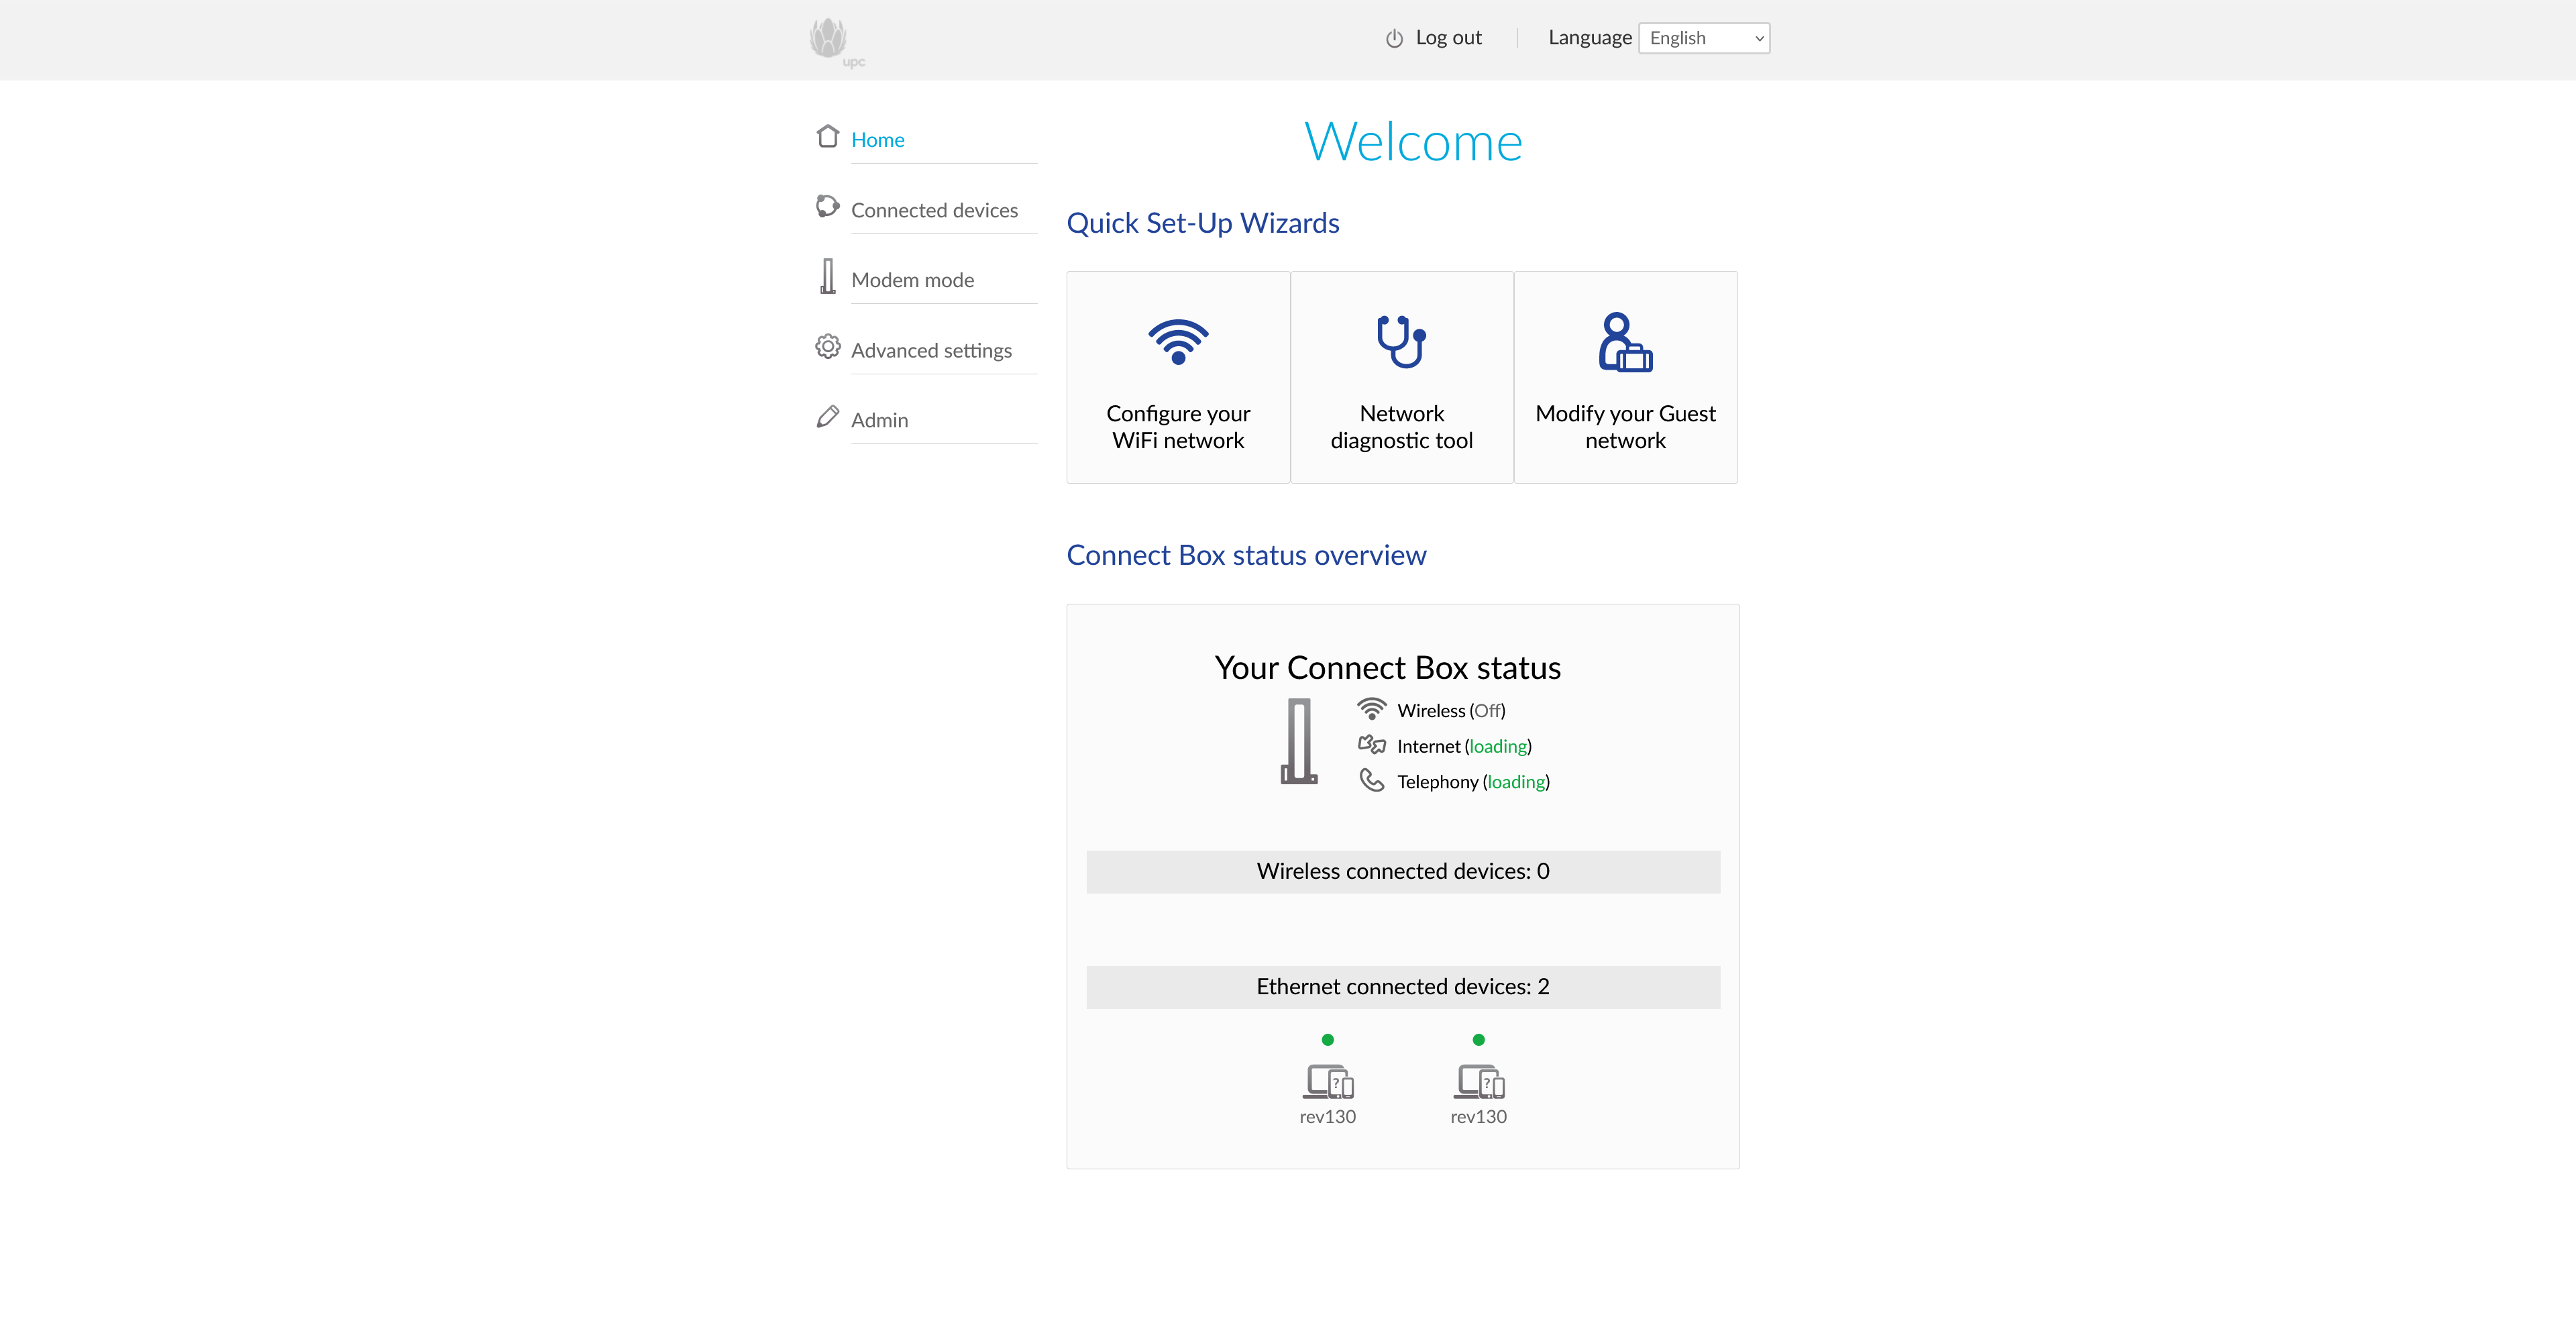 upc
Log out
Language
English
Home
Connected devices
Modem mode
Advanced settings
Admin
Welcome
Quick Set-Up Wizards
Configure your
WiFi network
Network
diagnostic tool
Modify your Guest
network
Connect Box status overview
Your Connect Box status
Wireless (Off)
Internet (loading)
Telephony (loading)
Wireless connected devices: 0
Ethernet connected devices: 2
?
?
rev130
rev130